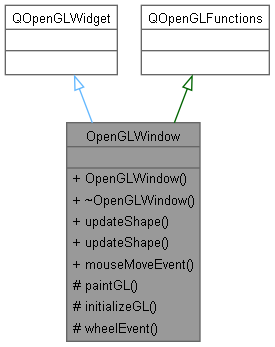 QOpenGLWidget
QOpenGLFunctions
OpenGLWindow
+ OpenGLWindow()
+ ~OpenGLWindow()
+ updateShape()
+ updateShape()
+ mouseMoveEvent()
# paintGL()
# initializeGL()
# wheelEvent()